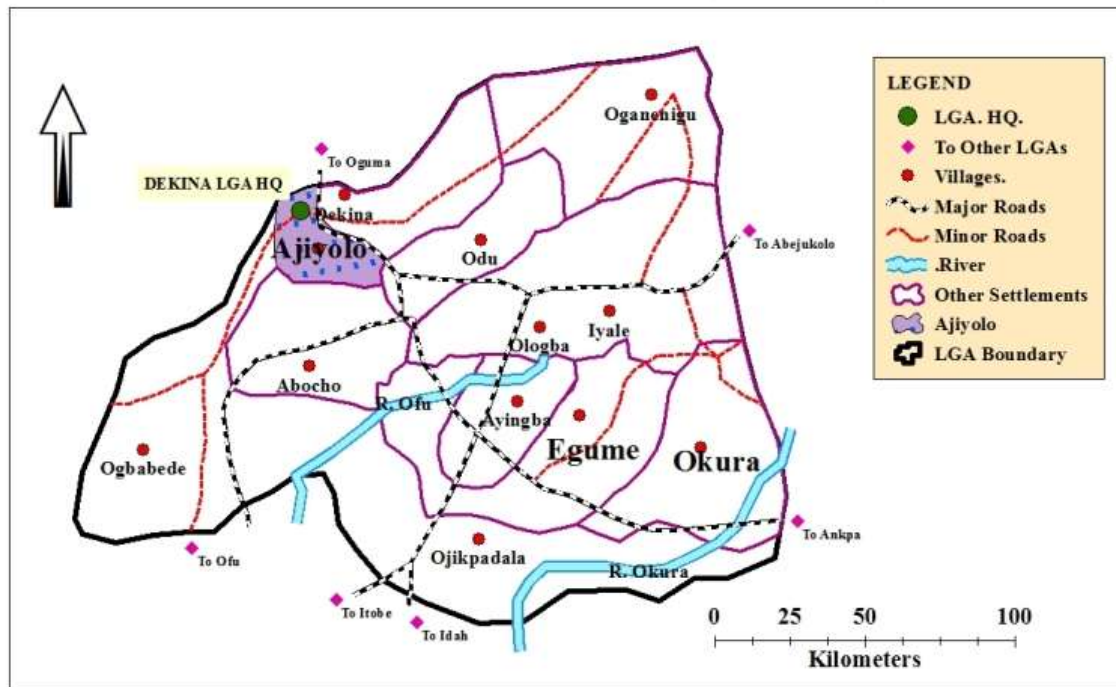 LEGEND
LGA. HQ.
To Other LGAs
Villages.
Major Roads
Minor Roads
.River
Other Settlements
Ajiyolo
LGA Boundary
Oganehigu
To Oguma
DEKINA LGA HQ
Dekina
Ajiyolo
Odu
To Abejukolo
Ologba
Iyale
Abocho
R. Ofu
Ayingba
Egume
Okura
Ogbabede
To Ankpa
Ojikpadala
R. Okura
To Ofu
To Itobe
To Idah
0 25 50 100
Kilometers